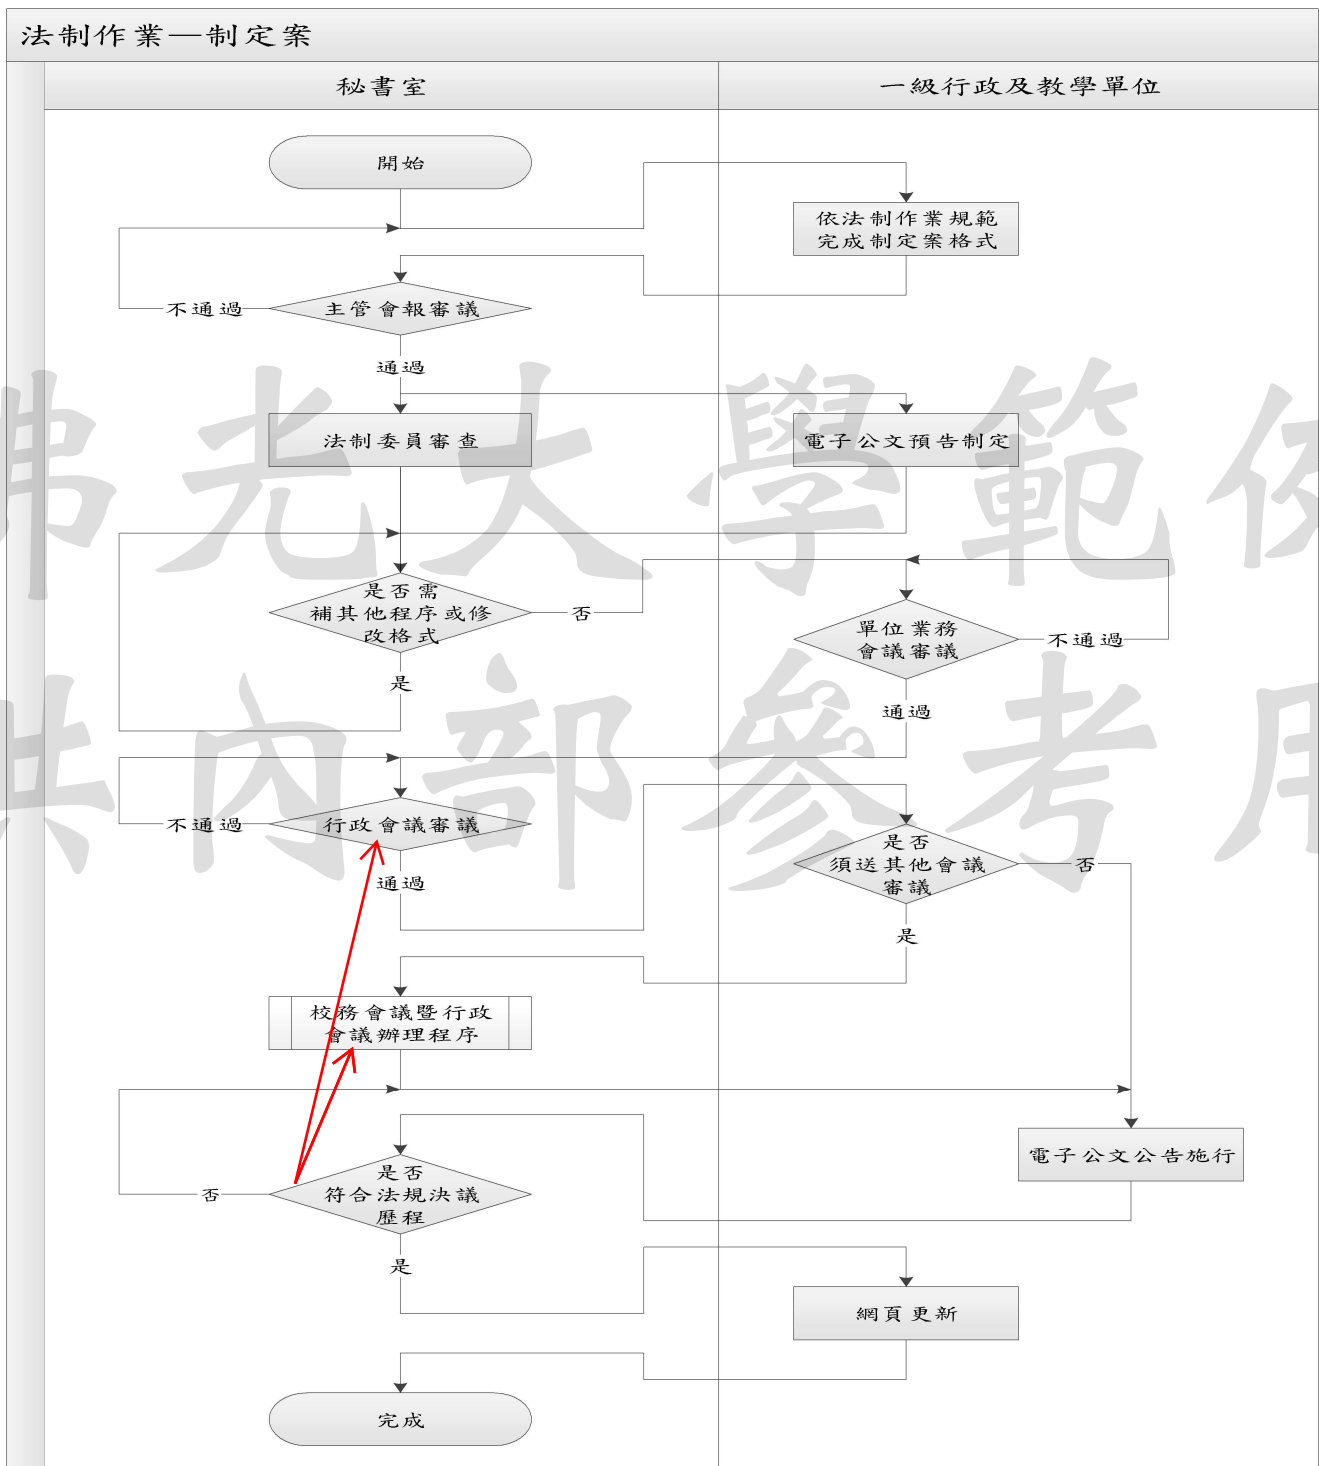 法制作業—制定案
秘書室
一級行政及教學單位
開始
依法制作業規範
完成制定案格式
主管會報審議
不通過
通過
法制委員審查
電子公文預告制定
是否需
補其他程序或修
改格式
否
是
單位業務
會議審議
不通過
通過
行政會議審議
不通過
通過
是否
須送其他會議
審議
否
是
校務會議暨行政
會議辦理程序
電子公文公告施行
是否
符合法規決議
歷程
否
是
網頁更新
完成
佛光大學範例
供內部參考用